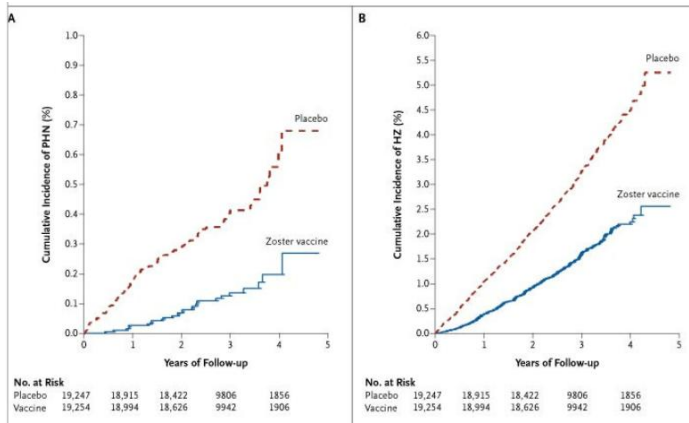 A
1.0
0.9
0.8
0.7
0.6
0.5
0.4
0.3
0.2
0.1
0.0
Cumulative Incidence of PHN (%)
Placebo
Zoster vaccine
0 1 2 3 4 5
Years of Follow-up
No. at Risk
Placebo 19,247 18,915 18,422 9806 1856
Vaccine 19,254 18,994 18,626 9942 1906
B
6.0
5.5
5.0
4.5
4.0
3.5
3.0
2.5
2.0
1.5
1.0
0.5
0.0
Cumulative Incidence of HZ (%)
Placebo
Zoster vaccine
0 1 2 3 4 5
Years of Follow-up
No. at Risk
Placebo 19,247 18,915 18,422 9806 1856
Vaccine 19,254 18,994 18,626 9942 1906